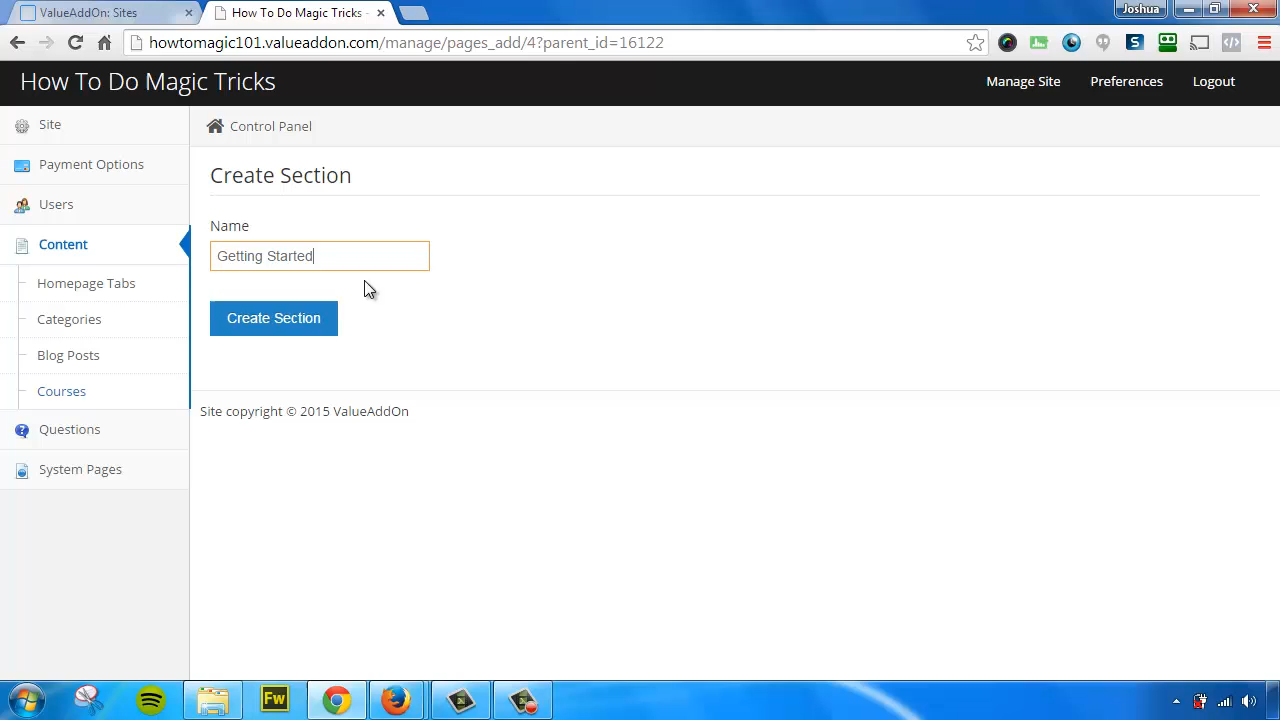 ValueAddOn: Sites
How To Do Magic Tricks -
Joshua
howtomagic101.valueaddon.com/manage/pages_add/4?parent_id=16122
How To Do Magic Tricks
Manage Site
Preferences
Logout
Site
Payment Options
Users
Content
Homepage Tabs
Categories
Blog Posts
Courses
Questions
System Pages
Control Panel
Create Section
Name
Getting Started
Create Section
Site copyright © 2015 ValueAddOn
Fw